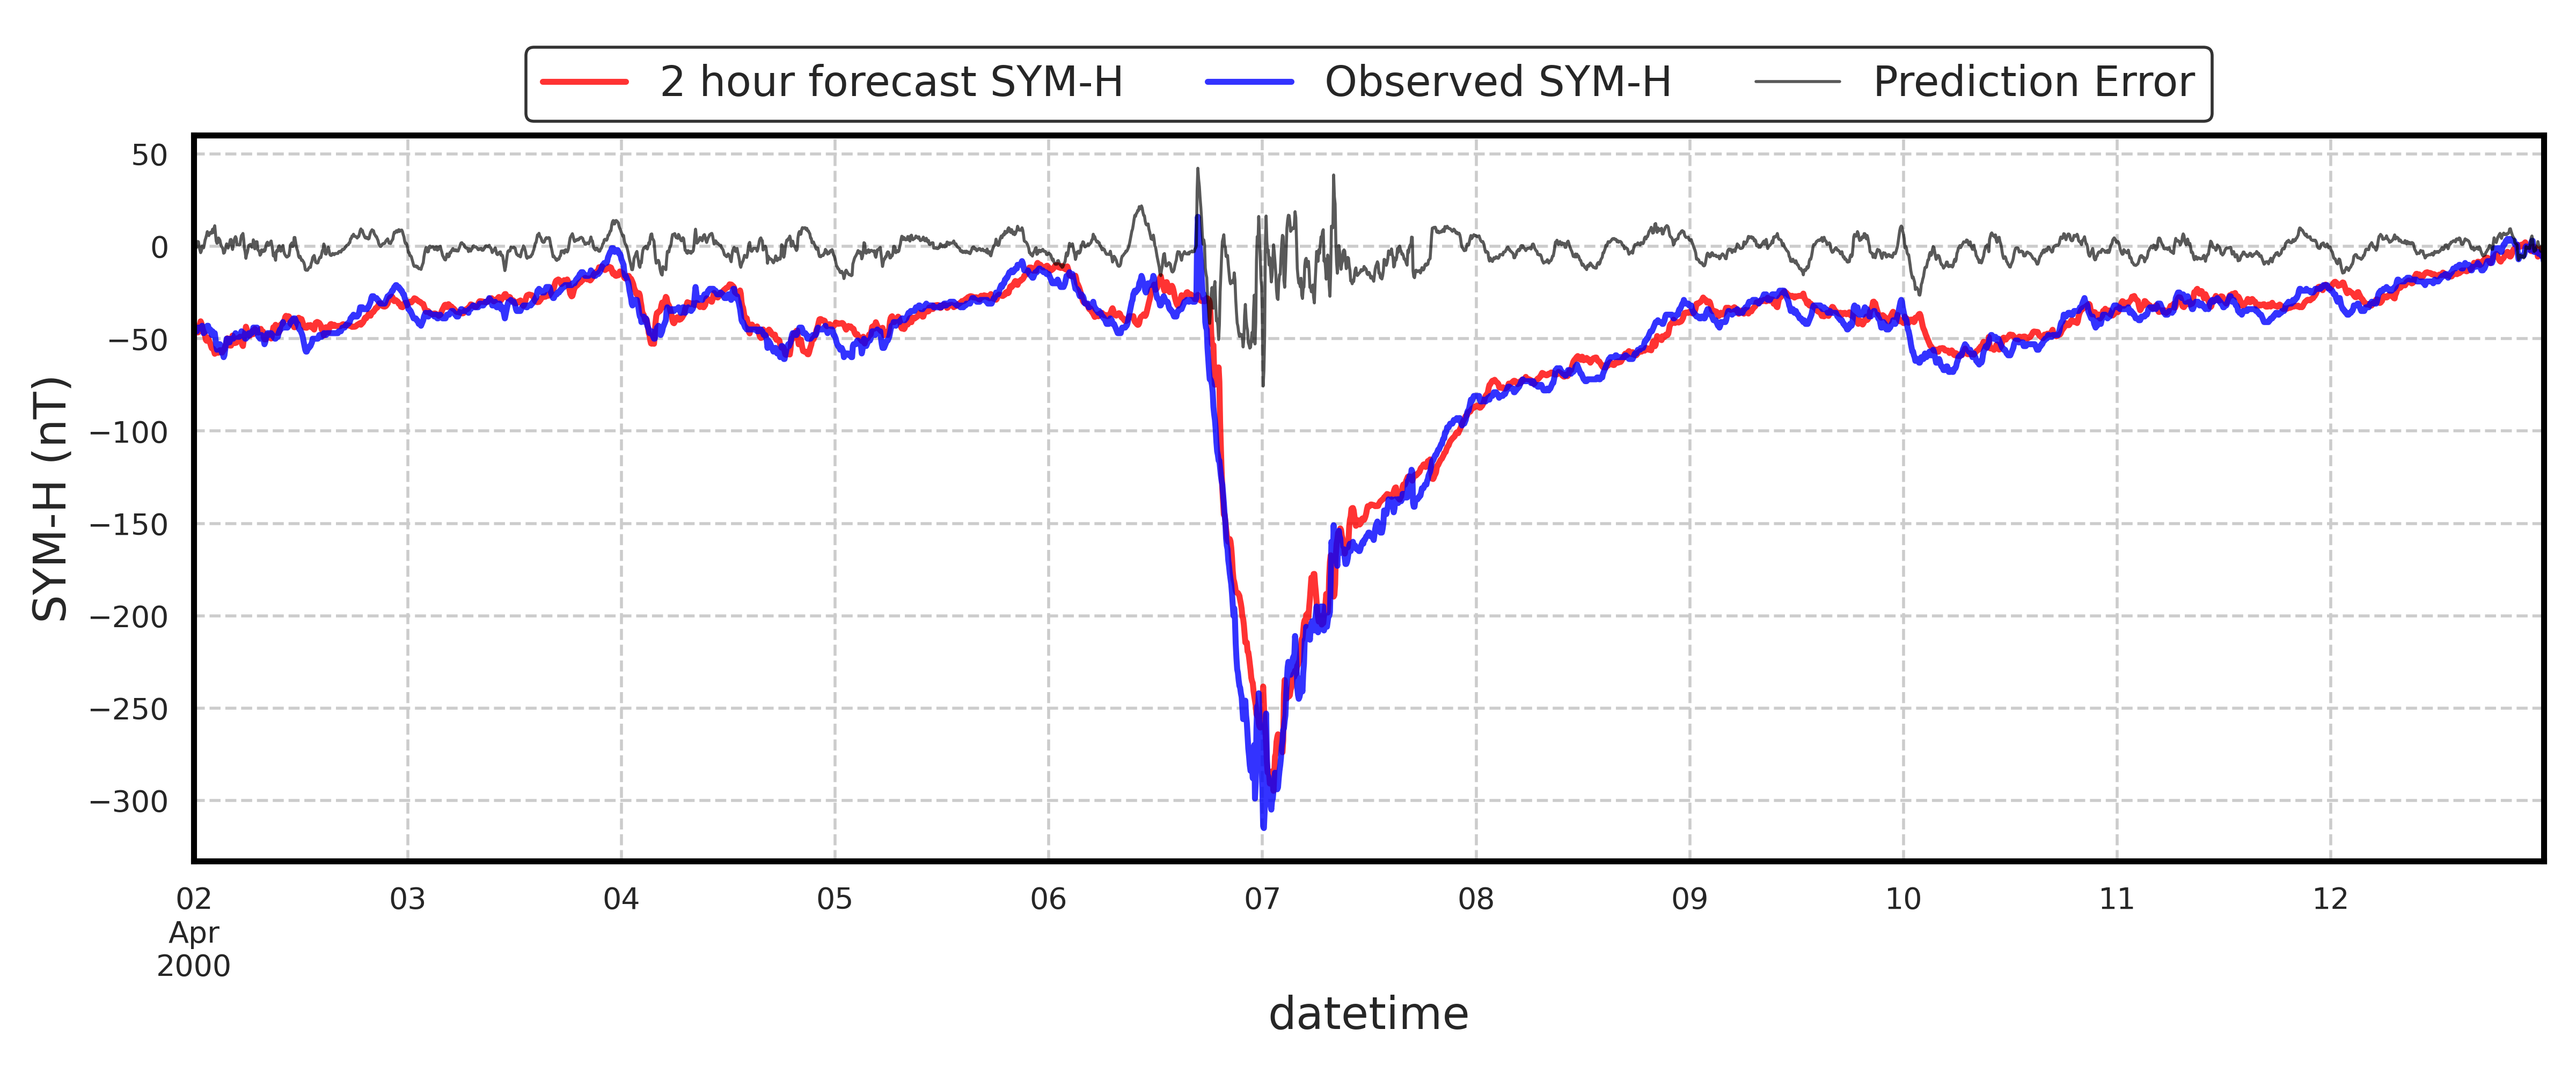 2 hour forecast SYM-H Observed SYM-H Prediction Error
SYM-H (nT)
50
0
−50
−100
−150
−200
−250
−300
02 03 04 05 06 07 08 09 10 11 12
Apr
2000
datetime